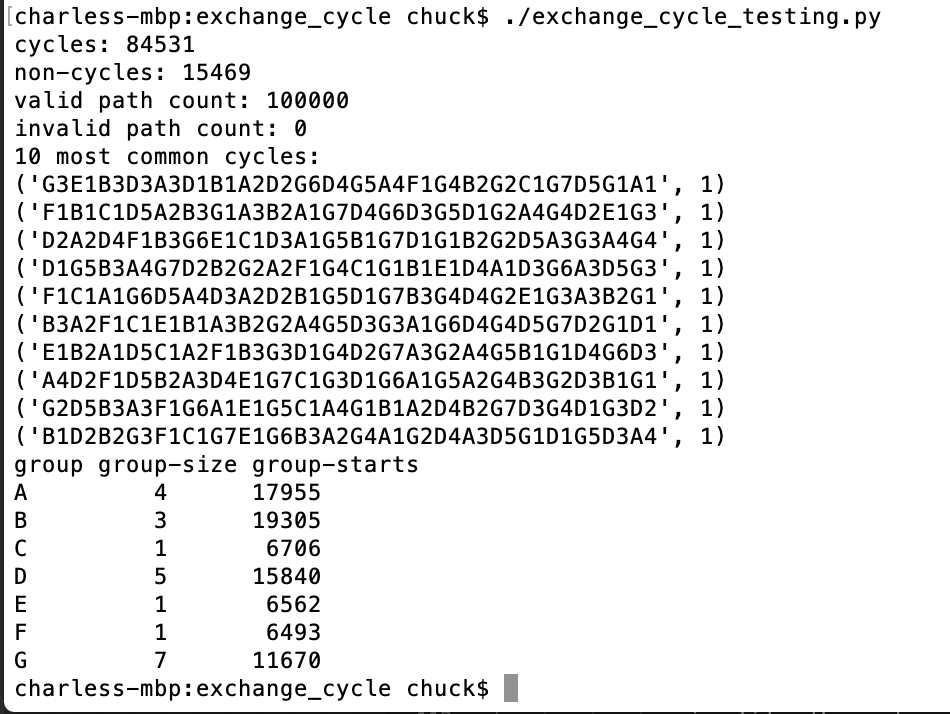 [charless-mbp:exchange_cycle chuck$ ./exchange_cycle_testing.py
cycles: 84531
non-cycles: 15469
valid path count: 100000
invalid path count: 0
10 most common cycles:
('G3E1B3D3A3D1B1A2D2G6D4G5A4F1G4B2G2C1G7D5G1A1', 1)
('F1B1C1D5A2B3G1A3B2A1G7D4G6D3G5D1G2A4G4D2E1G3', 1)
('D2A2D4F1B3G6E1C1D3A1G5B1G7D1G1B2G2D5A3G3A4G4', 1)
('D1G5B3A4G7D2B2G2A2F1G4C1G1B1E1D4A1D3G6A3D5G3', 1)
('F1C1A1G6D5A4D3A2D2B1G5D1G7B3G4D4G2E1G3A3B2G1', 1)
('B3A2F1C1E1B1A3B2G2A4G5D3G3A1G6D4G4D5G7D2G1D1', 1)
('E1B2A1D5C1A2F1B3G3D1G4D2G7A3G2A4G5B1G1D4G6D3', 1)
('A4D2F1D5B2A3D4E1G7C1G3D1G6A1G5A2G4B3G2D3B1G1', 1)
('G2D5B3A3F1G6A1E1G5C1A4G1B1A2D4B2G7D3G4D1G3D2', 1)
('B1D2B2G3F1C1G7E1G6B3A2G4A1G2D4A3D5G1D1G5D3A4', 1)
group group-size group-starts
A 4 17955
B 3 19305
C 1 6706
D 5 15840
E 1 6562
F 1 6493
G 7 11670
charless-mbp:exchange_cycle chuck$